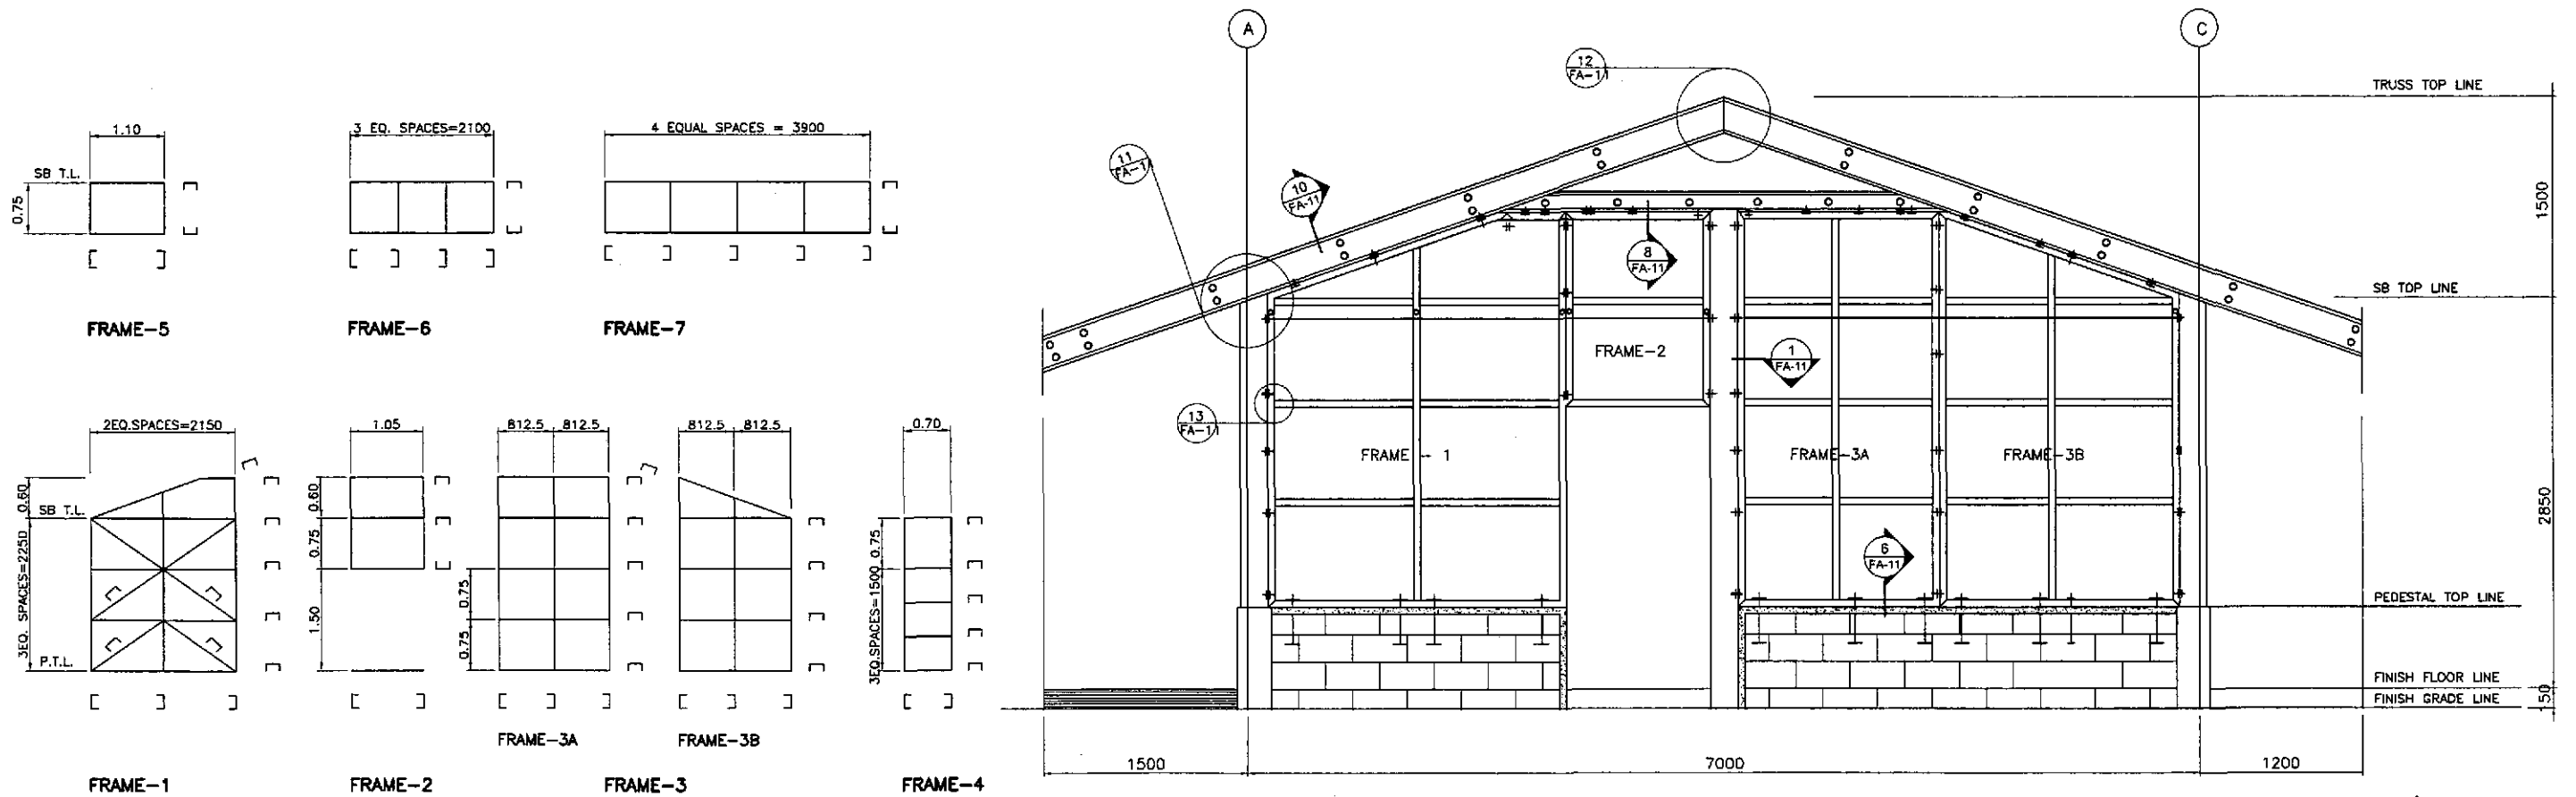 1.10
SB T.L.
0.75
FRAME-5
3 EQ. SPACES=2100
FRAME-6
4 EQUAL SPACES = 3900
FRAME-7
2EQ.SPACES=2150
0.60
SB T.L.
3EQ. SPACES=2250
P.T.L.
FRAME-1
1.05
0.60
0.75
1.50
FRAME-2
812.5 812.5
0.75
0.75
FRAME-3A
812.5 812.5
FRAME-3B
FRAME-3
0.70
0.75
3EQ.SPACES=1500
FRAME-4
A
C
12
FA-11
11
FA-11
10
FA-11
8
FA-11
1
FA-11
13
FA-11
6
FA-11
FRAME - 1
FRAME-2
FRAME-3A
FRAME-3B
TRUSS TOP LINE
1500
SB TOP LINE
2850
PEDESTAL TOP LINE
FINISH FLOOR LINE
150
FINISH GRADE LINE
1500
7000
1200